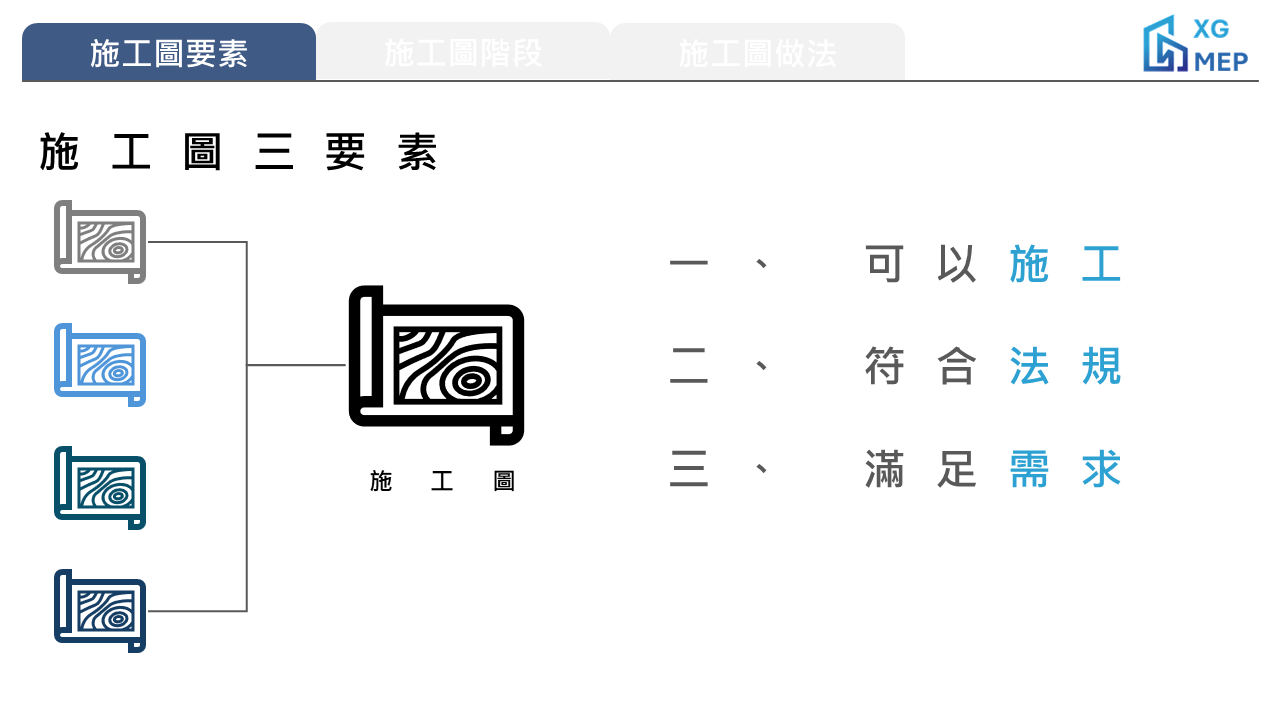 施工圖要素
施工圖階段
施工圖做法
XG
MEP
施工圖三要素
一、可以施工
二、符合法規
三、滿足需求
施工圖